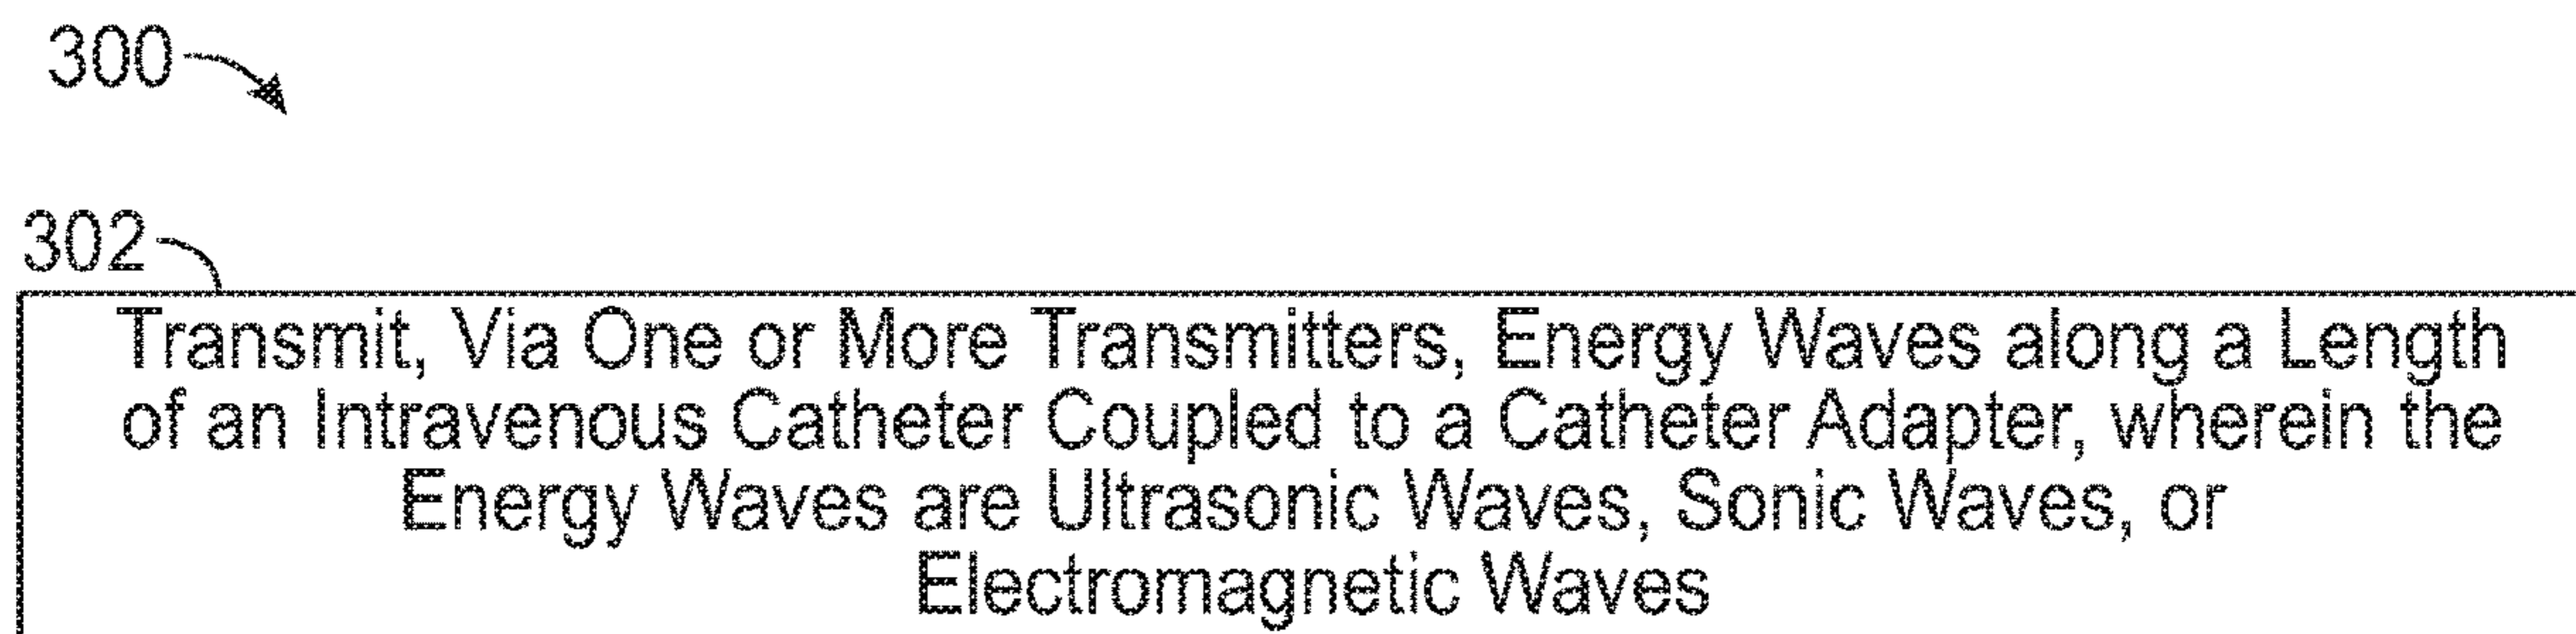 300
302
Transmit, Via One or More Transmitters, Energy Waves along a Length
of an Intravenous Catheter Coupled to a Catheter Adapter, wherein the
Energy Waves are Ultrasonic Waves, Sonic Waves, or
Electromagnetic Waves